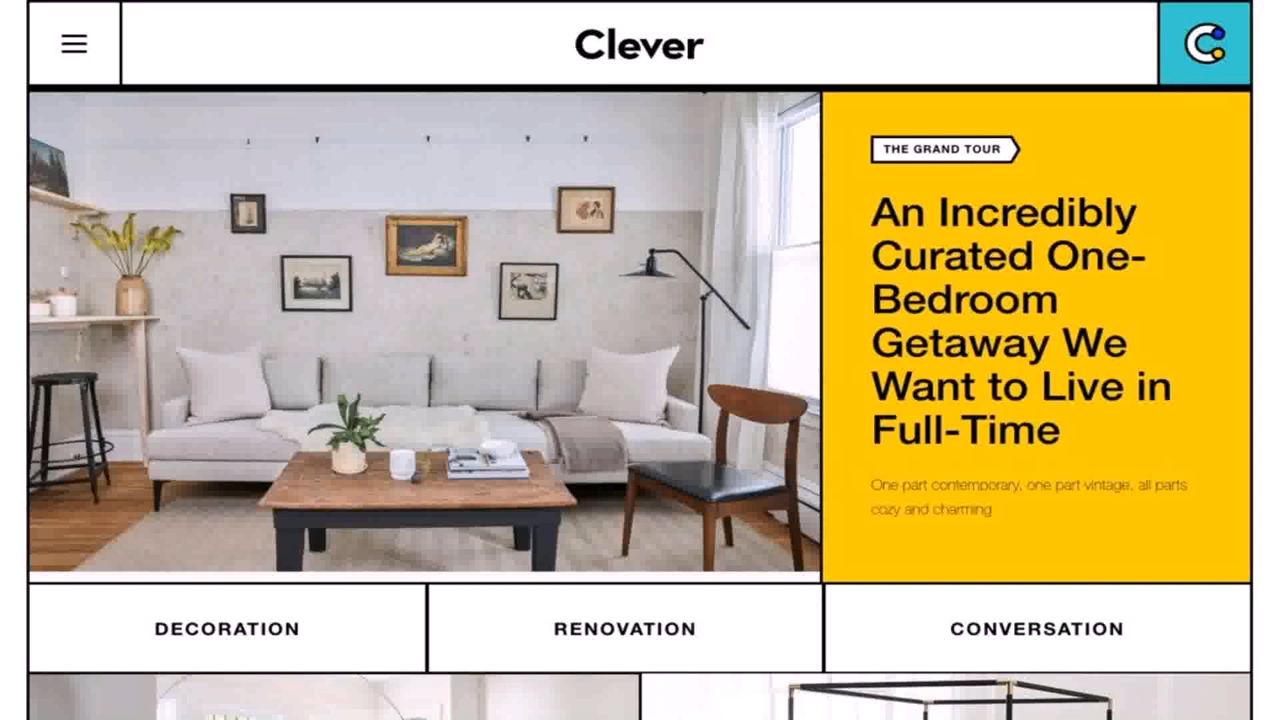 Clever
THE GRAND TOUR
An Incredibly
Curated One-
Bedroom
Getaway We
Want to Live in
Full-Time
One part contemporary, one part vintage, all parts
cozy and charming
DECORATION
RENOVATION
CONVERSATION